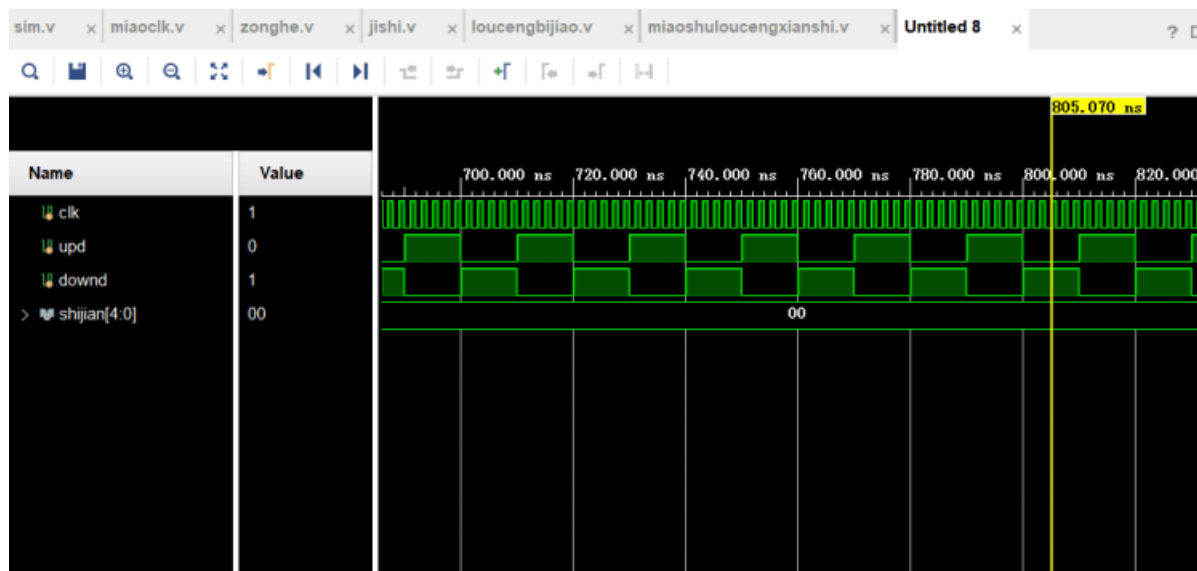 sim.v × miaoclk.v × zonghe.v × jishi.v × loucengbijiao.v × miaoshuloucengxianshi.v × Untitled 8 × ?
805.070 ns
Name Value 700.000 ns 720.000 ns 740.000 ns 760.000 ns 780.000 ns 800.000 ns 820.000
clk 1
upd 0
downd 1
> shijian[4:0] 00 00